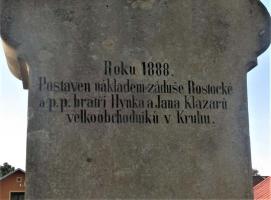 Roku 1888.
Postaven nákladem záduše Rostocké
a p.p. bratří Hynka a Jana Klazarů
velkoobchodníků v Kruhu.